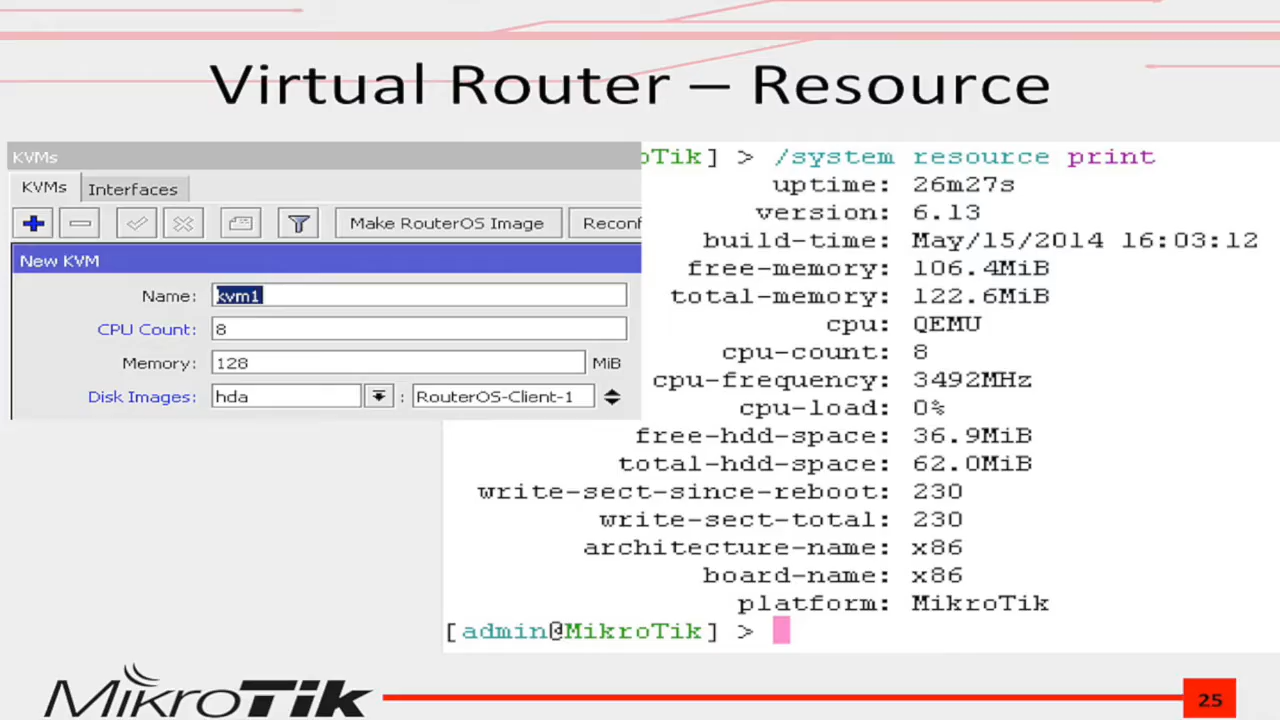 Virtual Router – Resource
KVMs
KVMs Interfaces
Make RouterOS Image
New KVM
Name: kvm1
CPU Count: 8
Memory: 128 MiB
Disk Images: hda : RouterOS-Client-1
Tik] > /system resource print
uptime: 26m27s
version: 6.13
build-time: May/15/2014 16:03:12
free-memory: 106.4MiB
total-memory: 122.6MiB
cpu: QEMU
cpu-count: 8
cpu-frequency: 3492MHz
cpu-load: 0%
free-hdd-space: 36.9MiB
total-hdd-space: 62.0MiB
write-sect-since-reboot: 230
write-sect-total: 230
architecture-name: x86
board-name: x86
platform: MikroTik
[admin@MikroTik] >
MikroTik
25